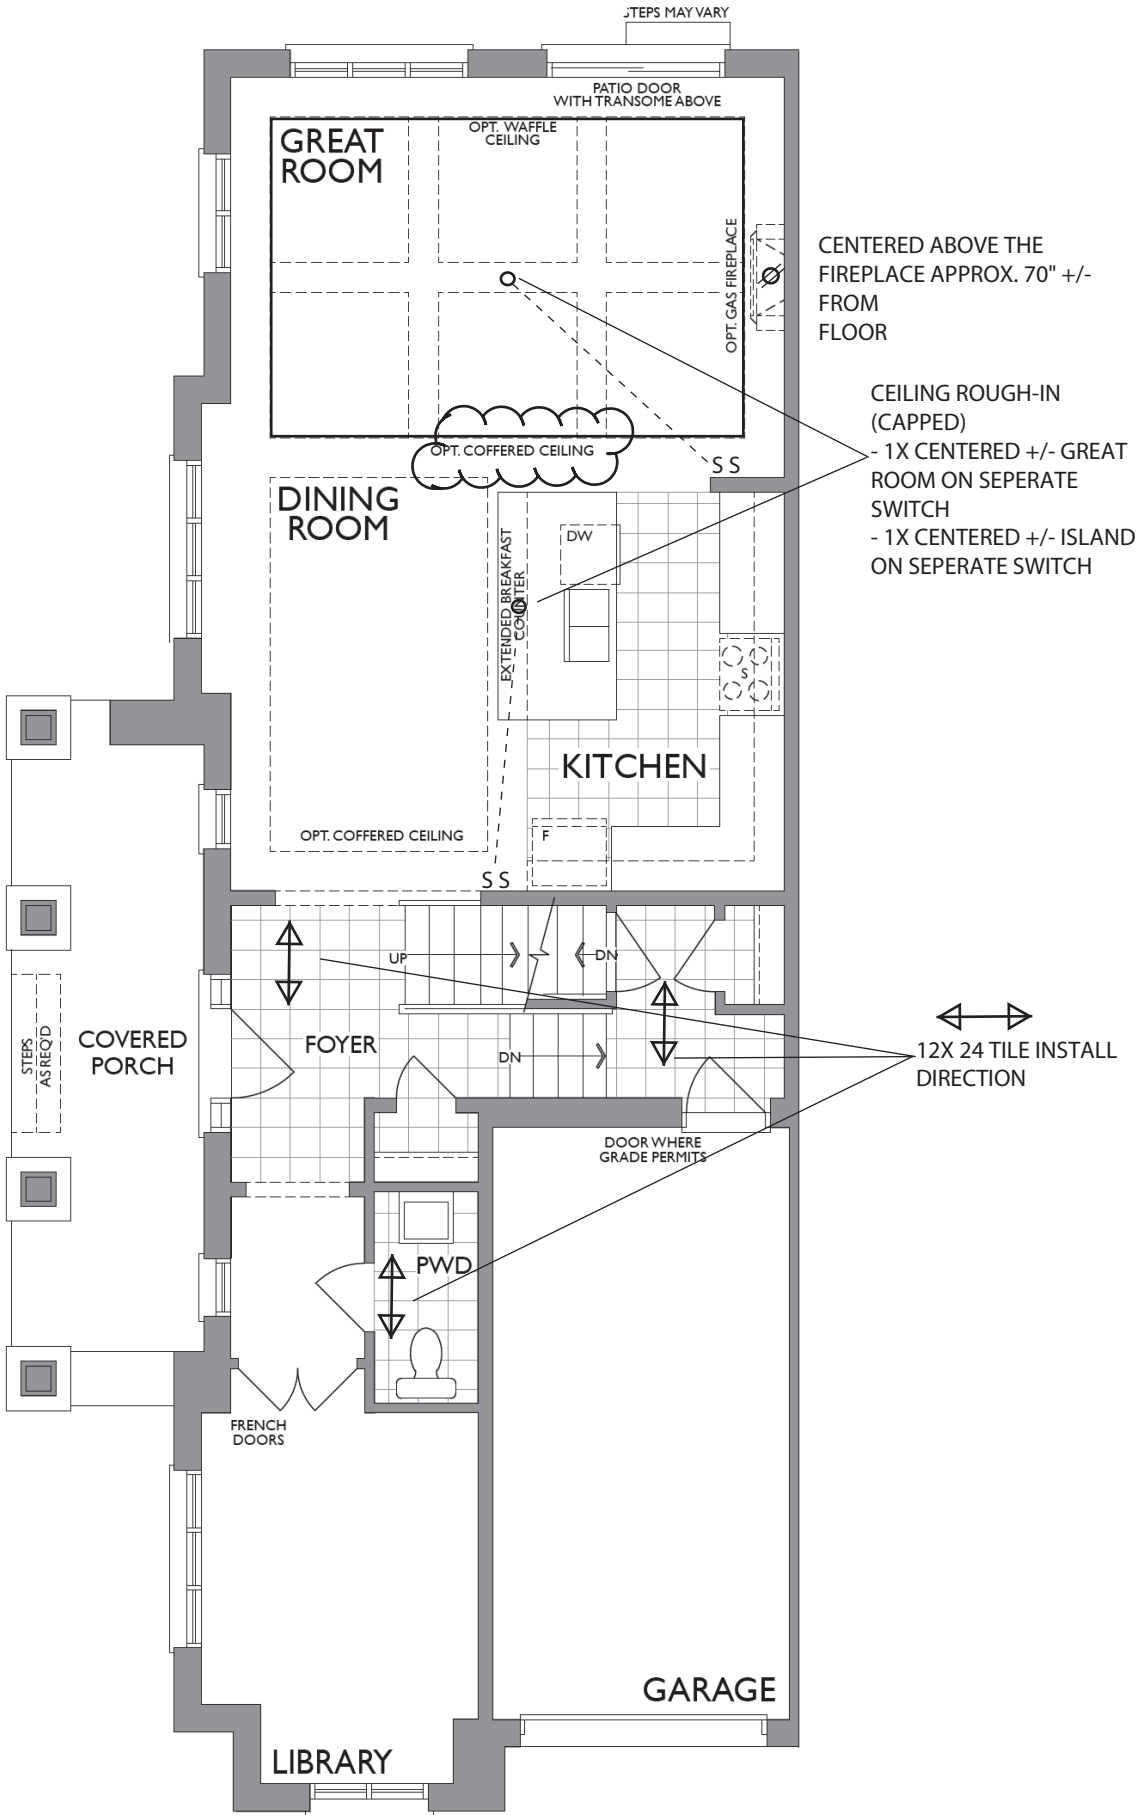 STEPS MAY VARY
PATIO DOOR
WITH TRANSOME ABOVE
OPT. WAFFLE
CEILING
GREAT
ROOM
OPT. GAS FIREPLACE
CENTERED ABOVE THE
FIREPLACE APPROX. 70" +/-
FROM
FLOOR
CEILING ROUGH-IN
(CAPPED)
- 1X CENTERED +/- GREAT
ROOM ON SEPERATE
SWITCH
- 1X CENTERED +/- ISLAND
ON SEPERATE SWITCH
OPT. COFFERED CEILING
S S
DINING
ROOM
DW
EXTENDED BREAKFAST
COUNTER
S
KITCHEN
OPT. COFFERED CEILING
F
S S
UP
DN
STEPS
AS REQ'D
COVERED
PORCH
FOYER
DN
12X 24 TILE INSTALL
DIRECTION
DOOR WHERE
GRADE PERMITS
PWD
FRENCH
DOORS
GARAGE
LIBRARY